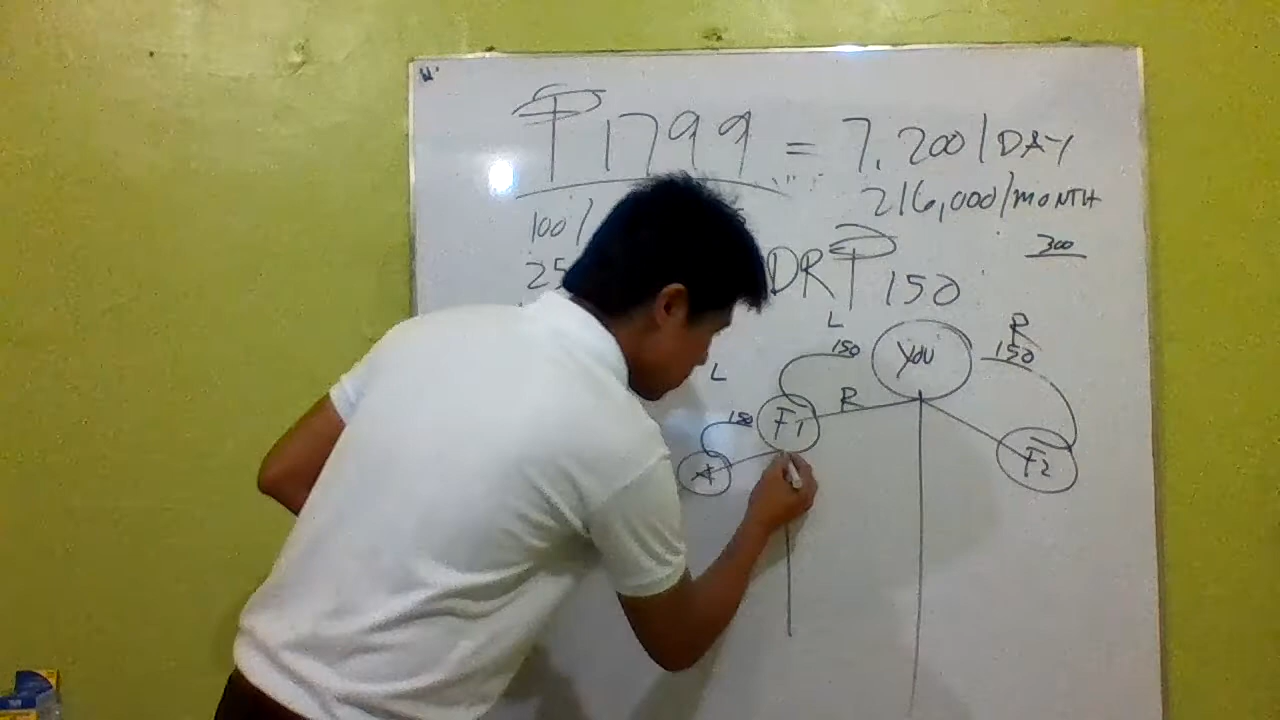 ₱1799 = 7,200/DAY
216,000/MONTH
100%
300
25
DR ₱150
L
R
150
YOU
150
L
R
150
F1
F2
A